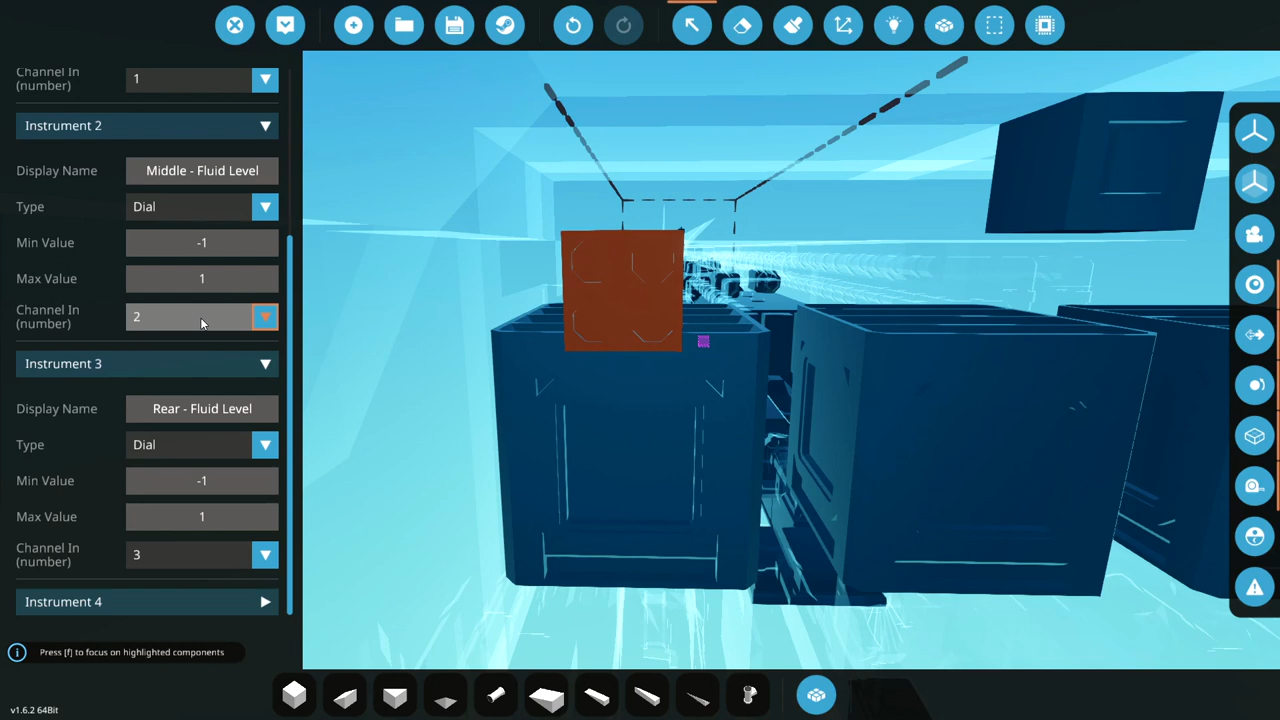 Channel In
(number)
1
Instrument 2
Display Name
Middle - Fluid Level
Type
Dial
Min Value
-1
Max Value
1
Channel In
(number)
2
Instrument 3
Display Name
Rear - Fluid Level
Type
Dial
Min Value
-1
Max Value
1
Channel In
(number)
3
Instrument 4
Press [f] to focus on highlighted components
v1.6.2 64Bit